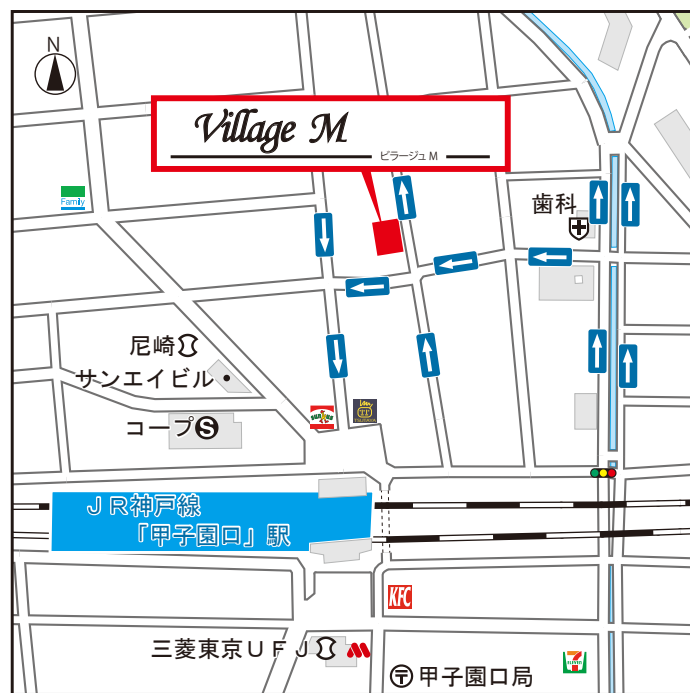 N
Village M
ビラージュ M
Family
歯科
尼崎
サンエイビル
コープ
S
JR神戸線
「甲子園口」駅
KFC
三菱東京UFJ
甲子園口局
7
ELEVEN